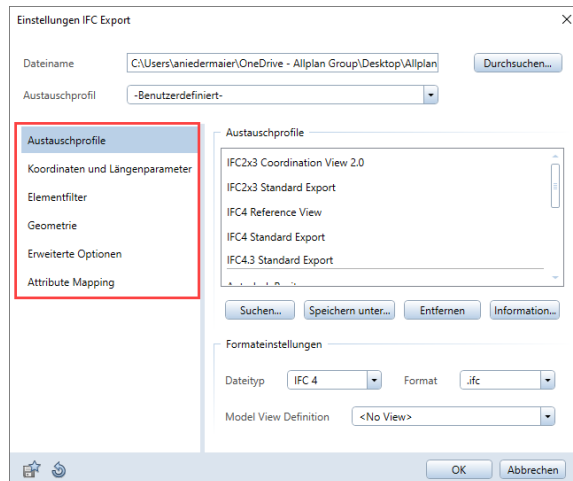 Einstellungen IFC Export
Dateiname
C:\Users\aniedermaier\OneDrive - Allplan Group\Desktop\Allplan
Durchsuchen...
Austauschprofil
-Benutzerdefiniert-
Austauschprofile
Koordinaten und Längenparameter
Elementfilter
Geometrie
Erweiterte Optionen
Attribute Mapping
Austauschprofile
IFC2x3 Coordination View 2.0
IFC2x3 Standard Export
IFC4 Reference View
IFC4 Standard Export
IFC4.3 Standard Export
Suchen...
Speichern unter...
Entfernen
Information...
Formateinstellungen
Dateityp
IFC 4
Format
.ifc
Model View Definition
<No View>
OK
Abbrechen